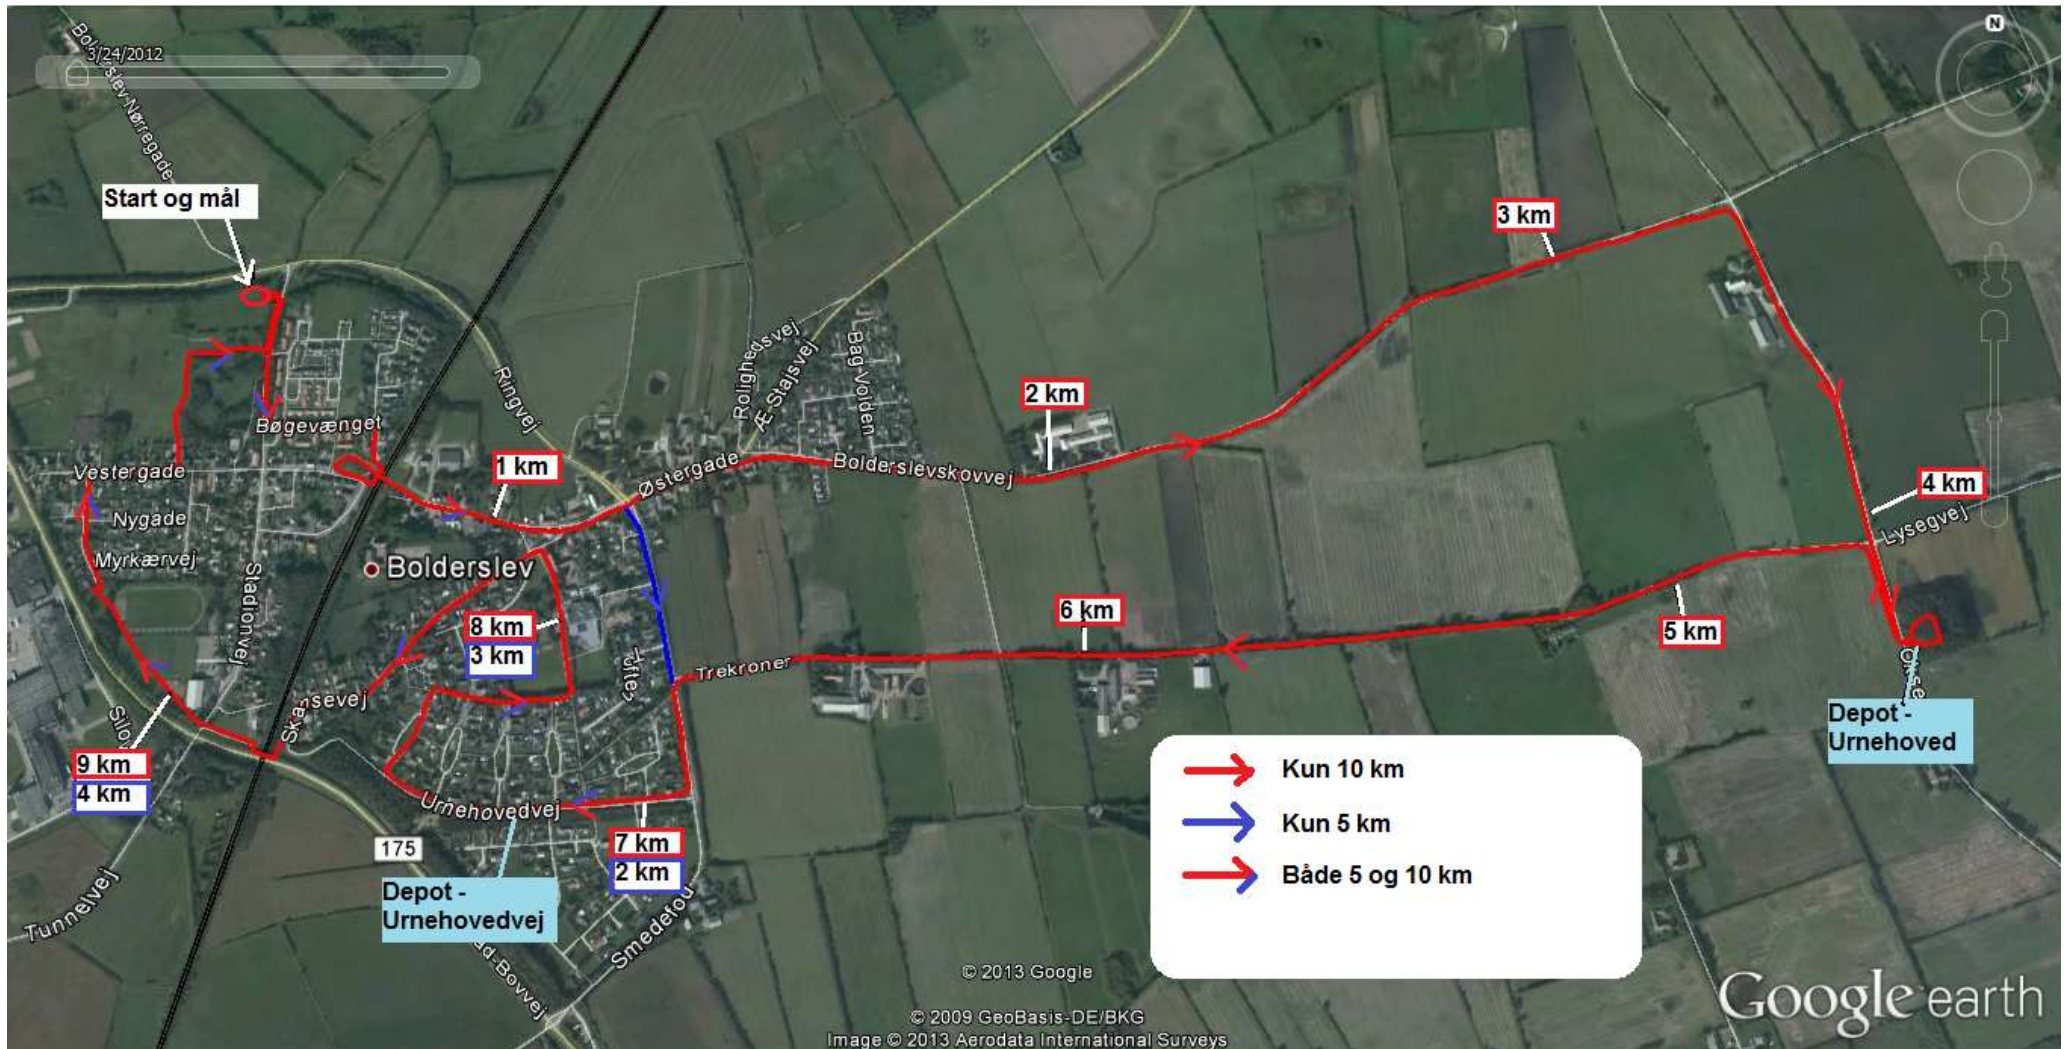 Bolderslev Nørregade
3/24/2012
N
Start og mål
3 km
Ringvej
Rolighedsvej
Æ Stajsvej
Bag Volden
2 km
Bøgevænget
Vestergade
1 km
Østergade
Bolderslevskovvej
4 km
Lysegvej
Nygade
Myrkærvej
Stadionvej
Bolderslev
8 km
3 km
6 km
5 km
Trekroner
Skansevej
9 km
4 km
Depot -
Urnehoved
Urnehovedvej
7 km
2 km
175
Depot -
Urnehovedvej
Tunnelvej
Smedefou
Kun 10 km
Kun 5 km
Både 5 og 10 km
© 2013 Google
© 2009 GeoBasis-DE/BKG
Image © 2013 Aerodata International Surveys
Google earth